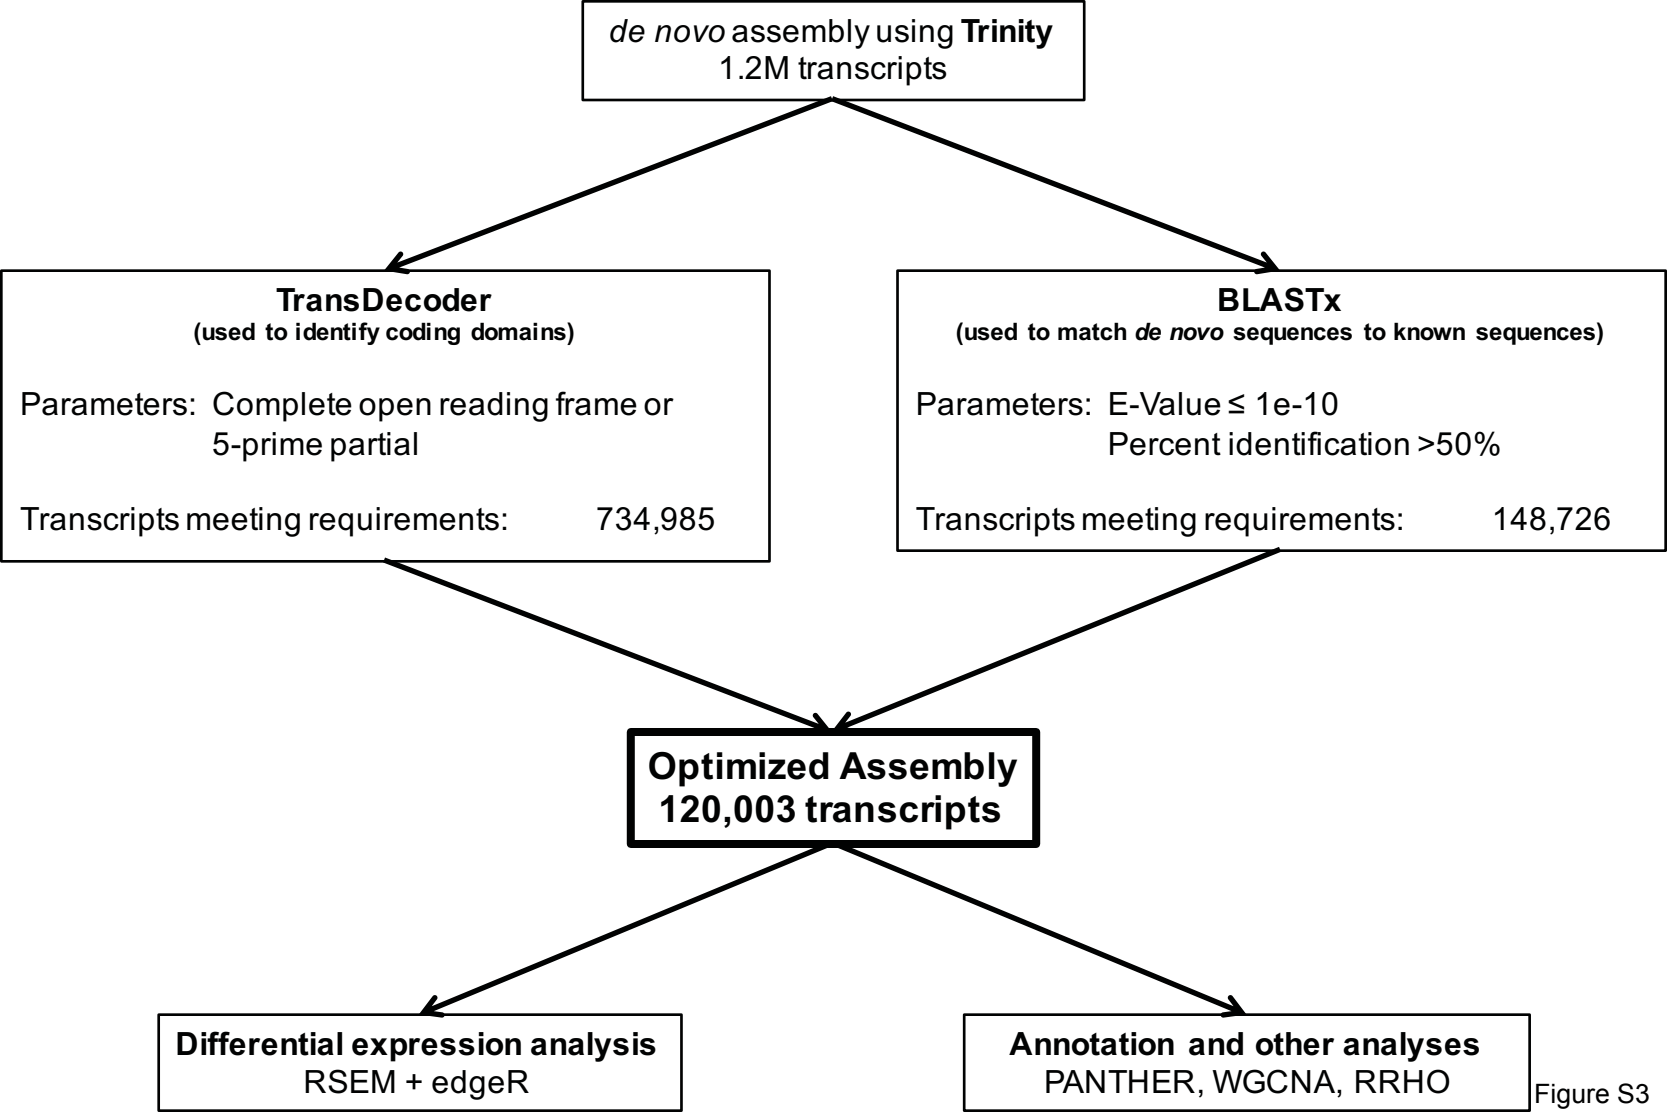 de novo assembly using Trinity
1.2M transcripts
TransDecoder
(used to identify coding domains)
Parameters: Complete open reading frame or
5-prime partial
Transcripts meeting requirements: 734,985
BLASTx
(used to match de novo sequences to known sequences)
Parameters: E-Value ≤ 1e-10
Percent identification >50%
Transcripts meeting requirements: 148,726
Optimized Assembly
120,003 transcripts
Differential expression analysis
RSEM + edgeR
Annotation and other analyses
PANTHER, WGCNA, RRHO
Figure S3